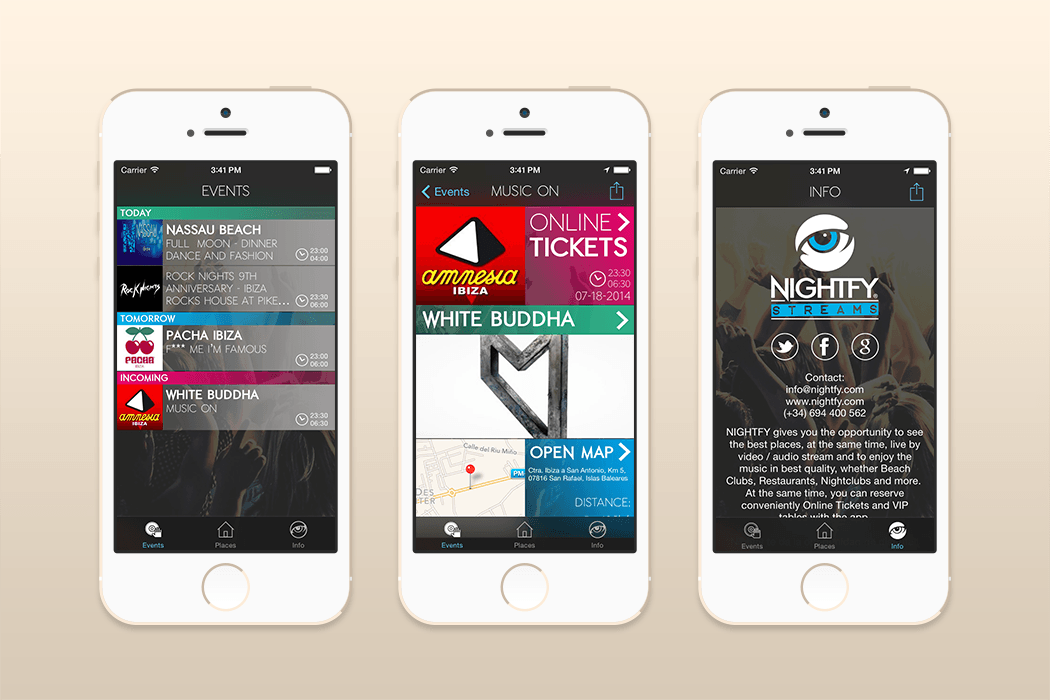 Carrier 3:41 PM
EVENTS
TODAY
NASSAU BEACH
FULL MOON - DINNER
DANCE AND FASHION
23:00
04:00
ROCK NIGHTS 9TH
ANNIVERSARY - IBIZA
ROCKS HOUSE AT PIKE...
23:30
06:00
TOMORROW
PACHA
PACHA IBIZA
F*** ME I'M FAMOUS
23:00
06:00
INCOMING
amnesia
IBIZA
WHITE BUDDHA
MUSIC ON
23:30
06:30
Events Places Info
Carrier 3:41 PM
Events MUSIC ON
amnesia
IBIZA
ONLINE
TICKETS
23:30
06:30
07-18-2014
WHITE BUDDHA
Calle del Riu Miño
PM-
DES
OPEN MAP
Ctra. Ibiza a San Antonio, Km 5,
07816 San Rafael, Islas Baleares
DISTANCE:
Events Places Info
Carrier 3:41 PM
INFO
NIGHTFY®
STREAMS
f g
Contact:
info@nightfy.com
www.nightfy.com
(+34) 694 400 562
NIGHTFY gives you the opportunity to see
the best places, at the same time, live by
video / audio stream and to enjoy the
music in best quality, whether Beach
Clubs, Restaurants, Nightclubs and more.
At the same time, you can reserve
conveniently Online Tickets and VIP
tables with the app
Events Places Info